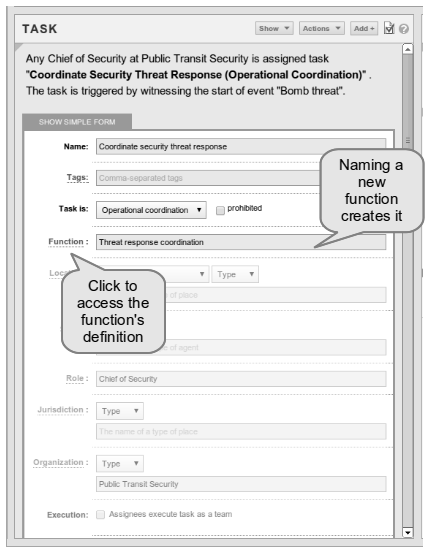 TASK
Show ▼ Actions ▼ Add +
Any Chief of Security at Public Transit Security is assigned task
"Coordinate Security Threat Response (Operational Coordination)" .
The task is triggered by witnessing the start of event "Bomb threat".
SHOW SIMPLE FORM
Name: Coordinate security threat response
Tags: Comma-separated tags
Task is: Operational coordination ▼ prohibited
Naming a
new
function
creates it
Function : Threat response coordination
▼ Type ▼
of place
Click to
access the
function's
definition
of agent
Role : Chief of Security
Jurisdiction : Type ▼
The name of a type of place
Organization : Type ▼
Public Transit Security
Execution: Assignees execute task as a team